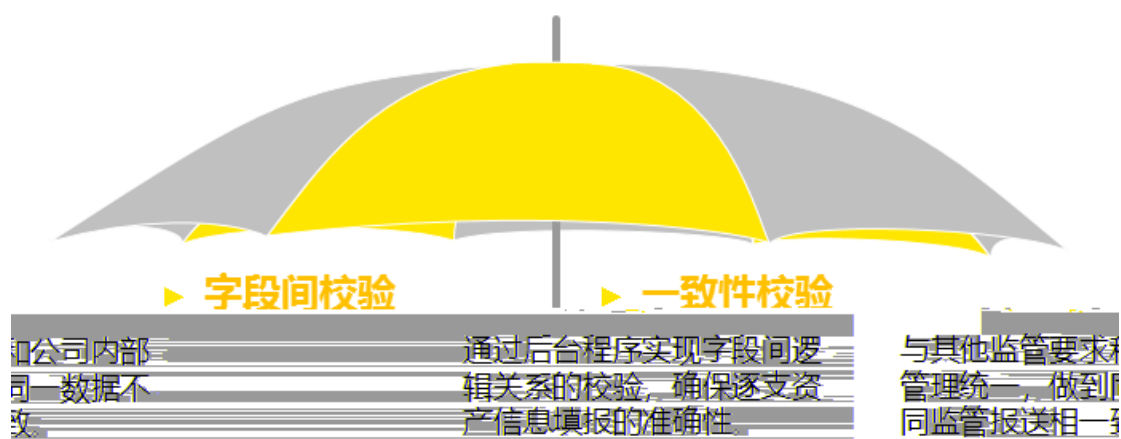 字段间校验
一致性校验
公司内部
一数据不
致。
通过后台程序实现字段间逻
辑关系的校验，确保逐支资
产信息填报的准确性。
与其他监管要求
管理统一，做到
同监管报送相一